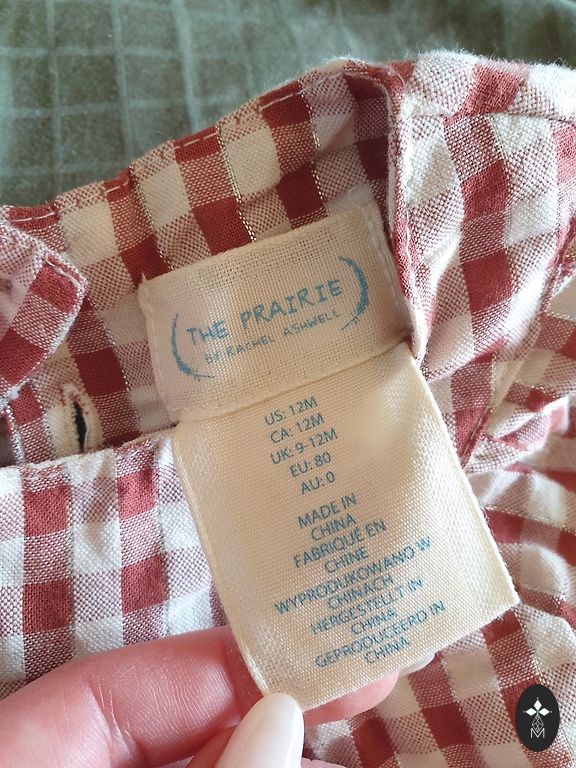 THE PRAIRIE
BY RACHEL ASHWELL
US: 12M
CA: 12M
UK: 9-12M
EU: 80
AU: 0
MADE IN
CHINA
FABRIQUÉ EN
CHINE
WYPRODUKOWANO W
CHINACH
HERGESTELLT IN
CHINA
GEPRODUCEERD IN
CHINA